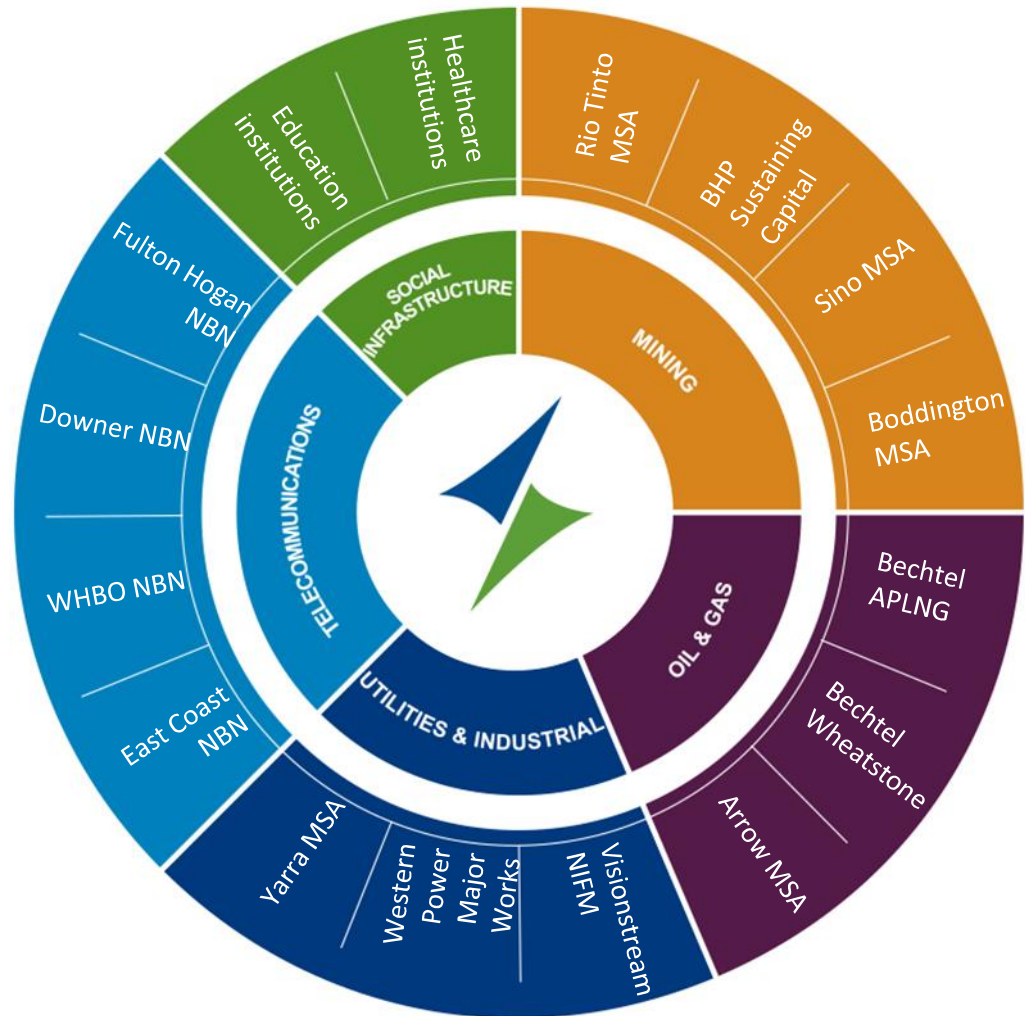 SOCIAL
INFRASTRUCTURE
Education
institutions
Healthcare
institutions
MINING
Rio Tinto
MSA
BHP
Sustaining
Capital
Sino MSA
Boddington
MSA
OIL & GAS
Bechtel
APLNG
Bechtel
Wheatstone
Arrow MSA
UTILITIES & INDUSTRIAL
Visionstream
NIFM
Western
Power
Major
Works
Yarra MSA
TELECOMMUNICATIONS
East Coast
NBN
WHBO NBN
Downer NBN
Fulton Hogan
NBN